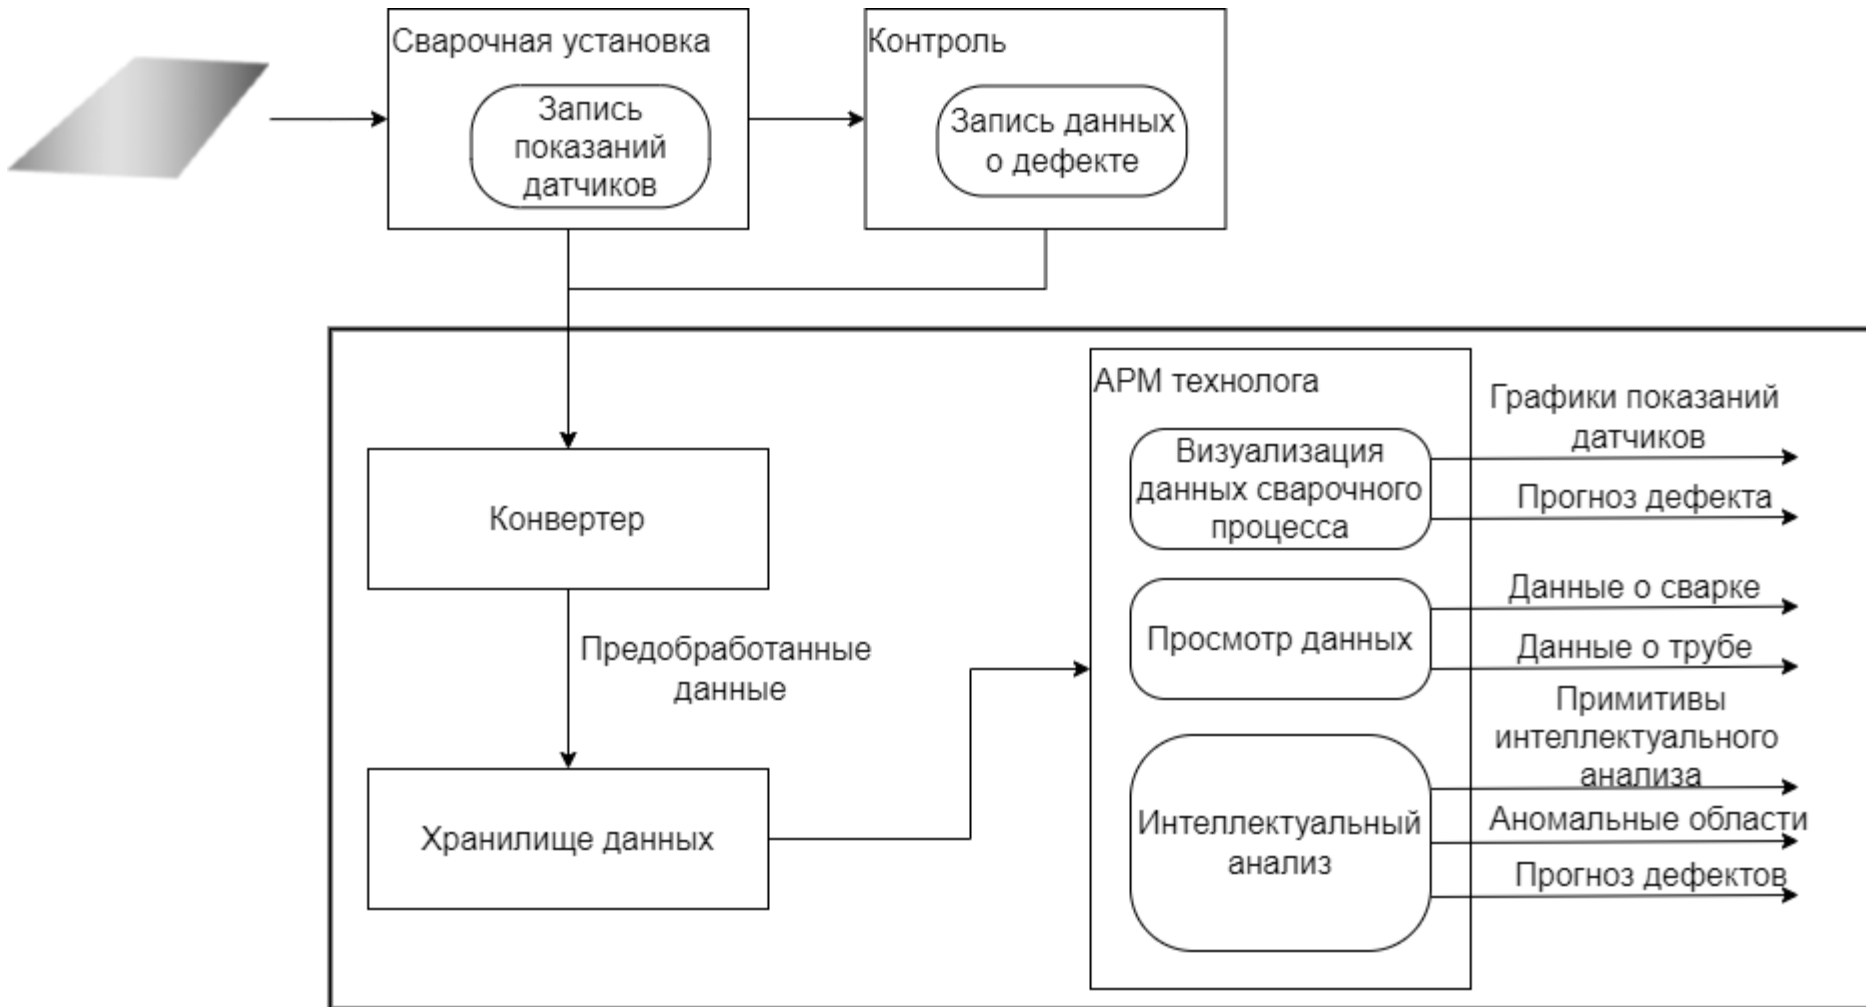 Сварочная установка
Запись
показаний
датчиков
Контроль
Запись данных
о дефекте
Конвертер
Предобработанные
данные
Хранилище данных
АРМ технолога
Визуализация
данных сварочного
процесса
Просмотр данных
Интеллектуальный
анализ
Графики показаний
датчиков
Прогноз дефекта
Данные о сварке
Данные о трубе
Примитивы
интеллектуального
анализа
Аномальные области
Прогноз дефектов